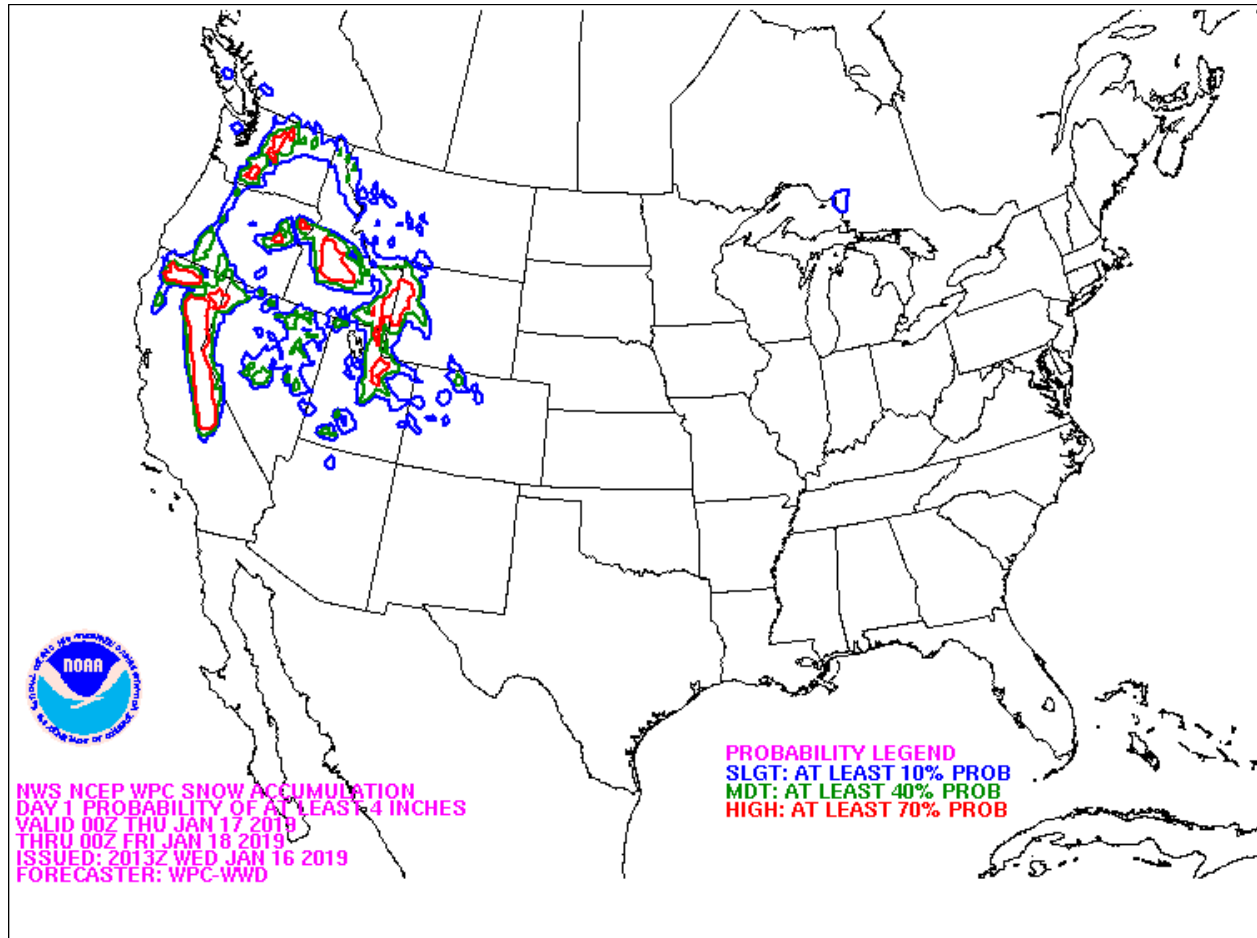 NOAA
PROBABILITY LEGEND
SLGT: AT LEAST 10% PROB
MDT: AT LEAST 40% PROB
HIGH: AT LEAST 70% PROB
NWS NCEP WPC SNOW ACCUMULATION
DAY 1 PROBABILITY OF AT LEAST 4 INCHES
VALID 00Z THU JAN 17 2019
THRU 00Z FRI JAN 18 2019
ISSUED: 2013Z WED JAN 16 2019
FORECASTER: WPC-WWD